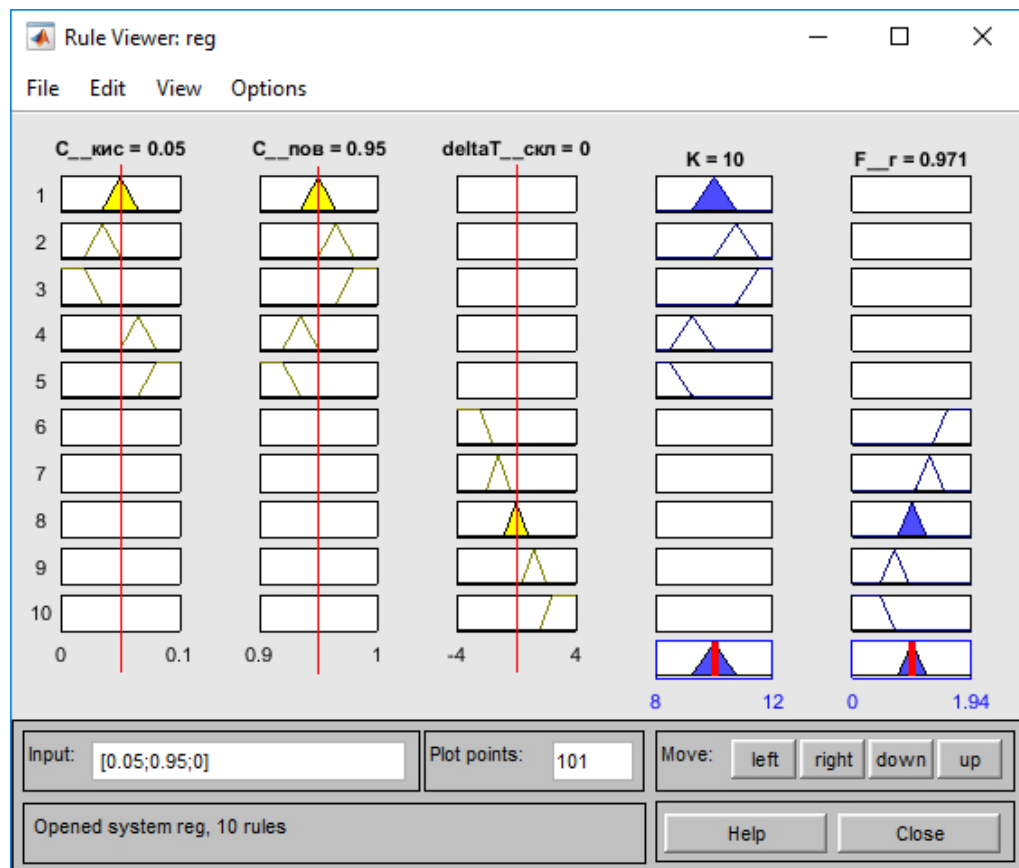 Rule Viewer: reg
File Edit View Options
C__кис = 0.05 C__пов = 0.95 deltaT__скл = 0 K = 10 F__r = 0.971
1
2
3
4
5
6
7
8
9
10
0 0.1 0.9 1 -4 4
8 12 0 1.94
Input: [0.05;0.95;0] Plot points: 101 Move: left right down up
Opened system reg, 10 rules Help Close